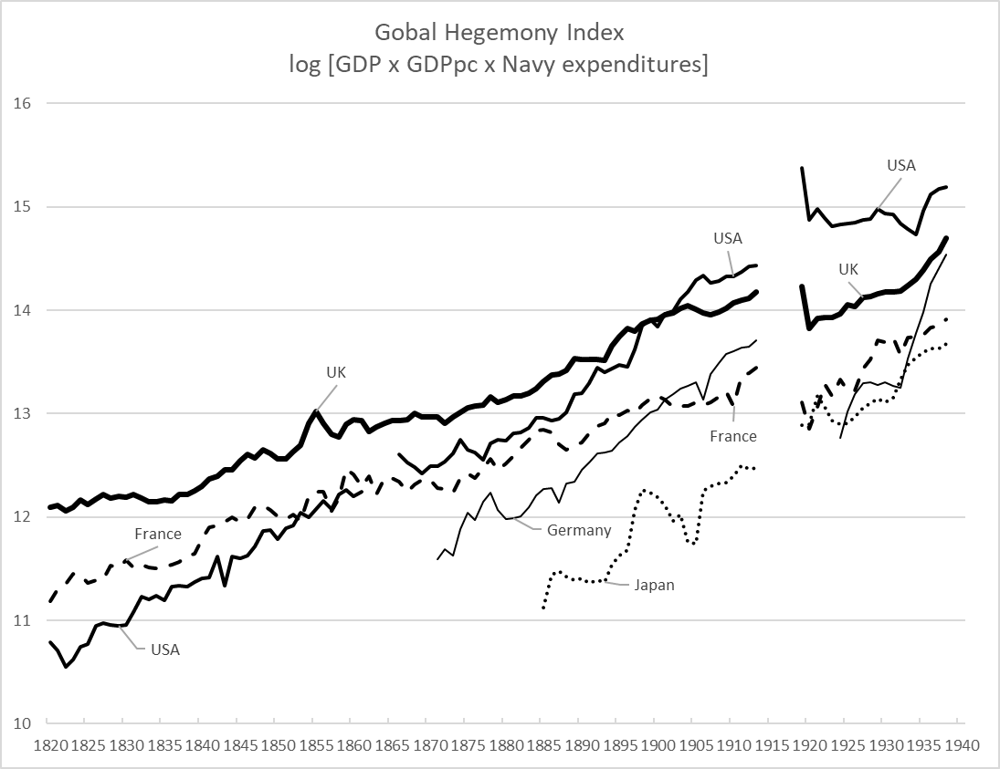 Gobal Hegemony Index
log [GDP x GDPpc x Navy expenditures]
16
15
14
13
12
11
10
USA
USA
UK
UK
France
France
Germany
Japan
USA
1820 1825 1830 1835 1840 1845 1850 1855 1860 1865 1870 1875 1880 1885 1890 1895 1900 1905 1910 1915 1920 1925 1930 1935 1940